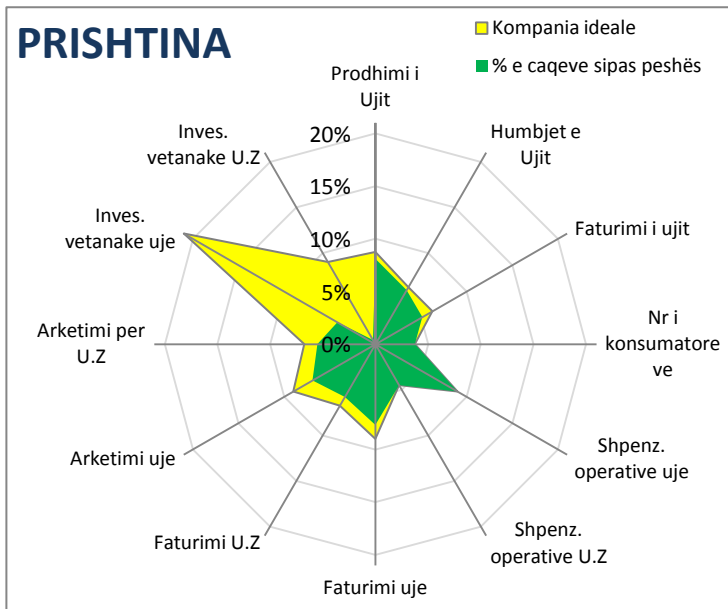 PRISHTINA
Kompania ideale
% e caqeve sipas peshës
Prodhimi i
Ujit
Humbjet e
Ujit
Faturimi i ujit
Nr i
konsumatore
ve
Shpenz.
operative uje
Shpenz.
operative U.Z
Faturimi uje
Faturimi U.Z
Arketimi uje
Arketimi per
U.Z
Inves.
vetanake uje
Inves.
vetanake U.Z
20%
15%
10%
5%
0%